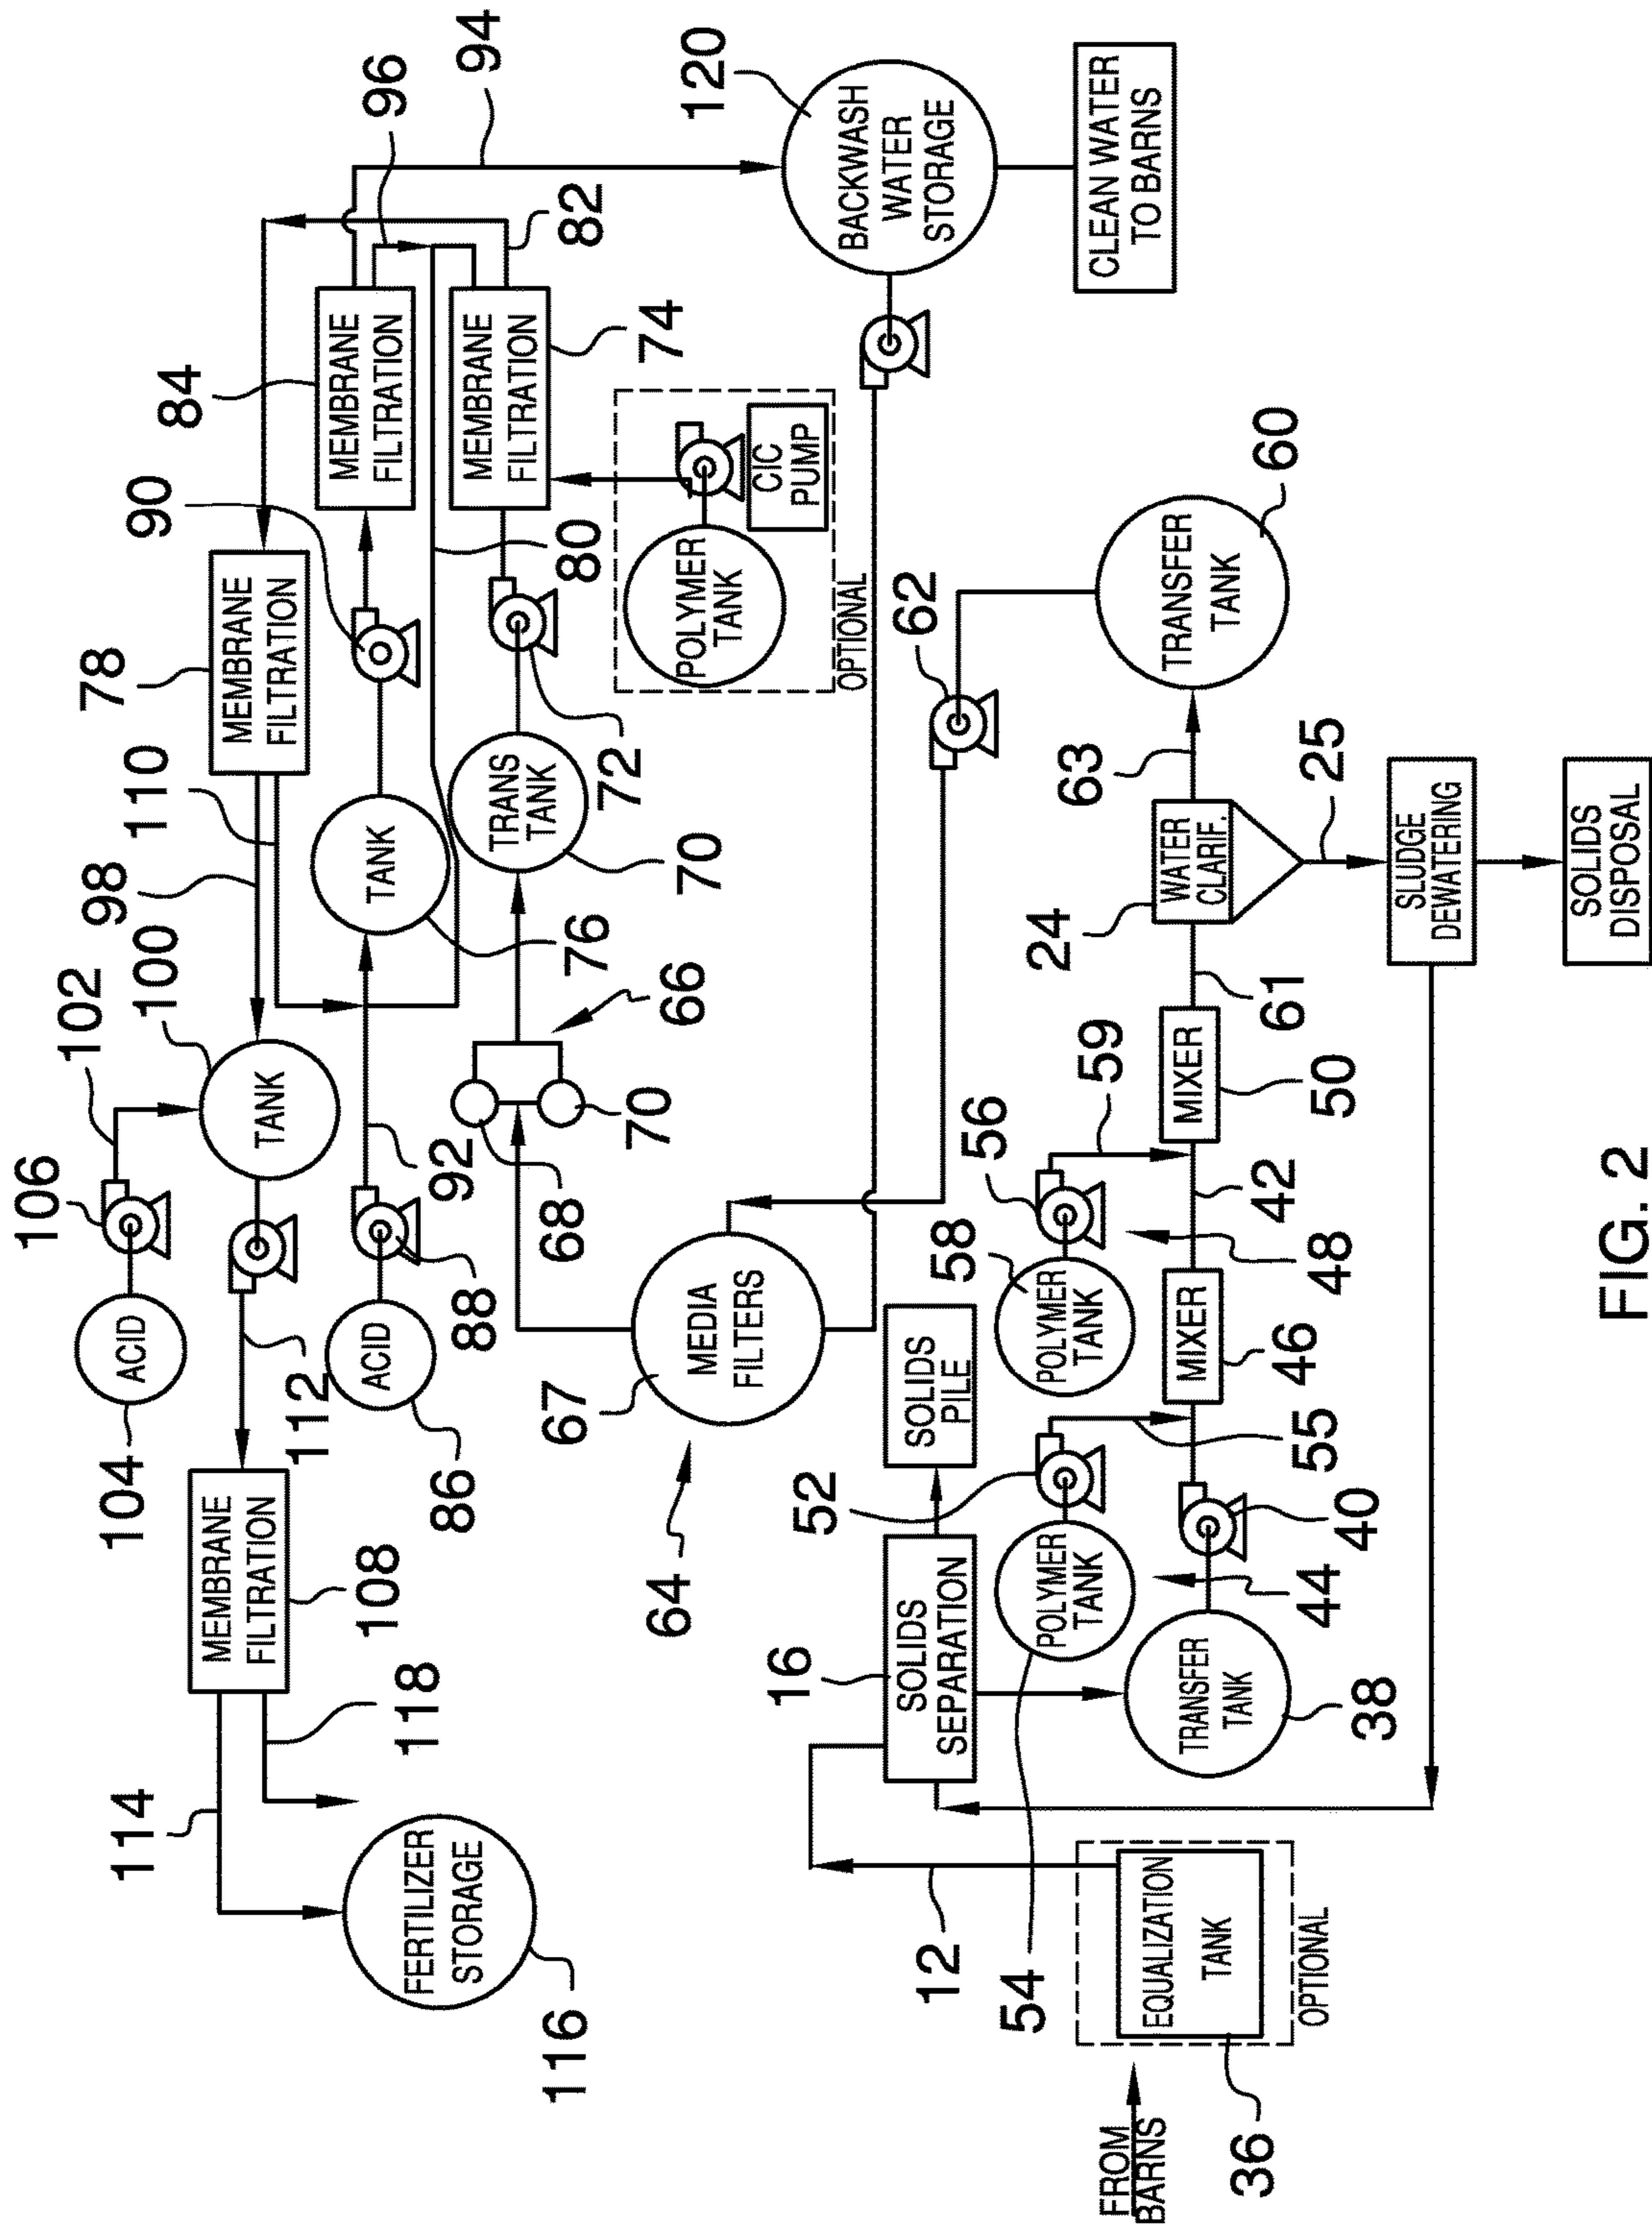 106
102
104
114
98
100
110
78
90
84
96
94
ACID
TANK
MEMBRANE
FILTRATION
MEMBRANE
FILTRATION
112
MEMBRANE
FILTRATION
118
108
ACID
TANK
86
88
92
76
80
82
FERTILIZER
STORAGE
116
TRANS
TANK
72
MEMBRANE
FILTRATION
74
68
66
70
70
POLYMER
TANK
CIC
PUMP
OPTIONAL
64
67
MEDIA
FILTERS
120
BACKWASH
WATER
STORAGE
CLEAN WATER
TO BARNS
16
52
SOLIDS
SEPARATION
SOLIDS
PILE
58
56
62
12
54
POLYMER
TANK
POLYMER
TANK
59
24
63
60
FROM
BARNS
EQUALIZATION
TANK
OPTIONAL
36
TRANSFER
TANK
38
44
40
55
MIXER
46
48
42
MIXER
50
61
WATER
CLARIF.
25
TRANSFER
TANK
SLUDGE
DEWATERING
SOLIDS
DISPOSAL
FIG. 2